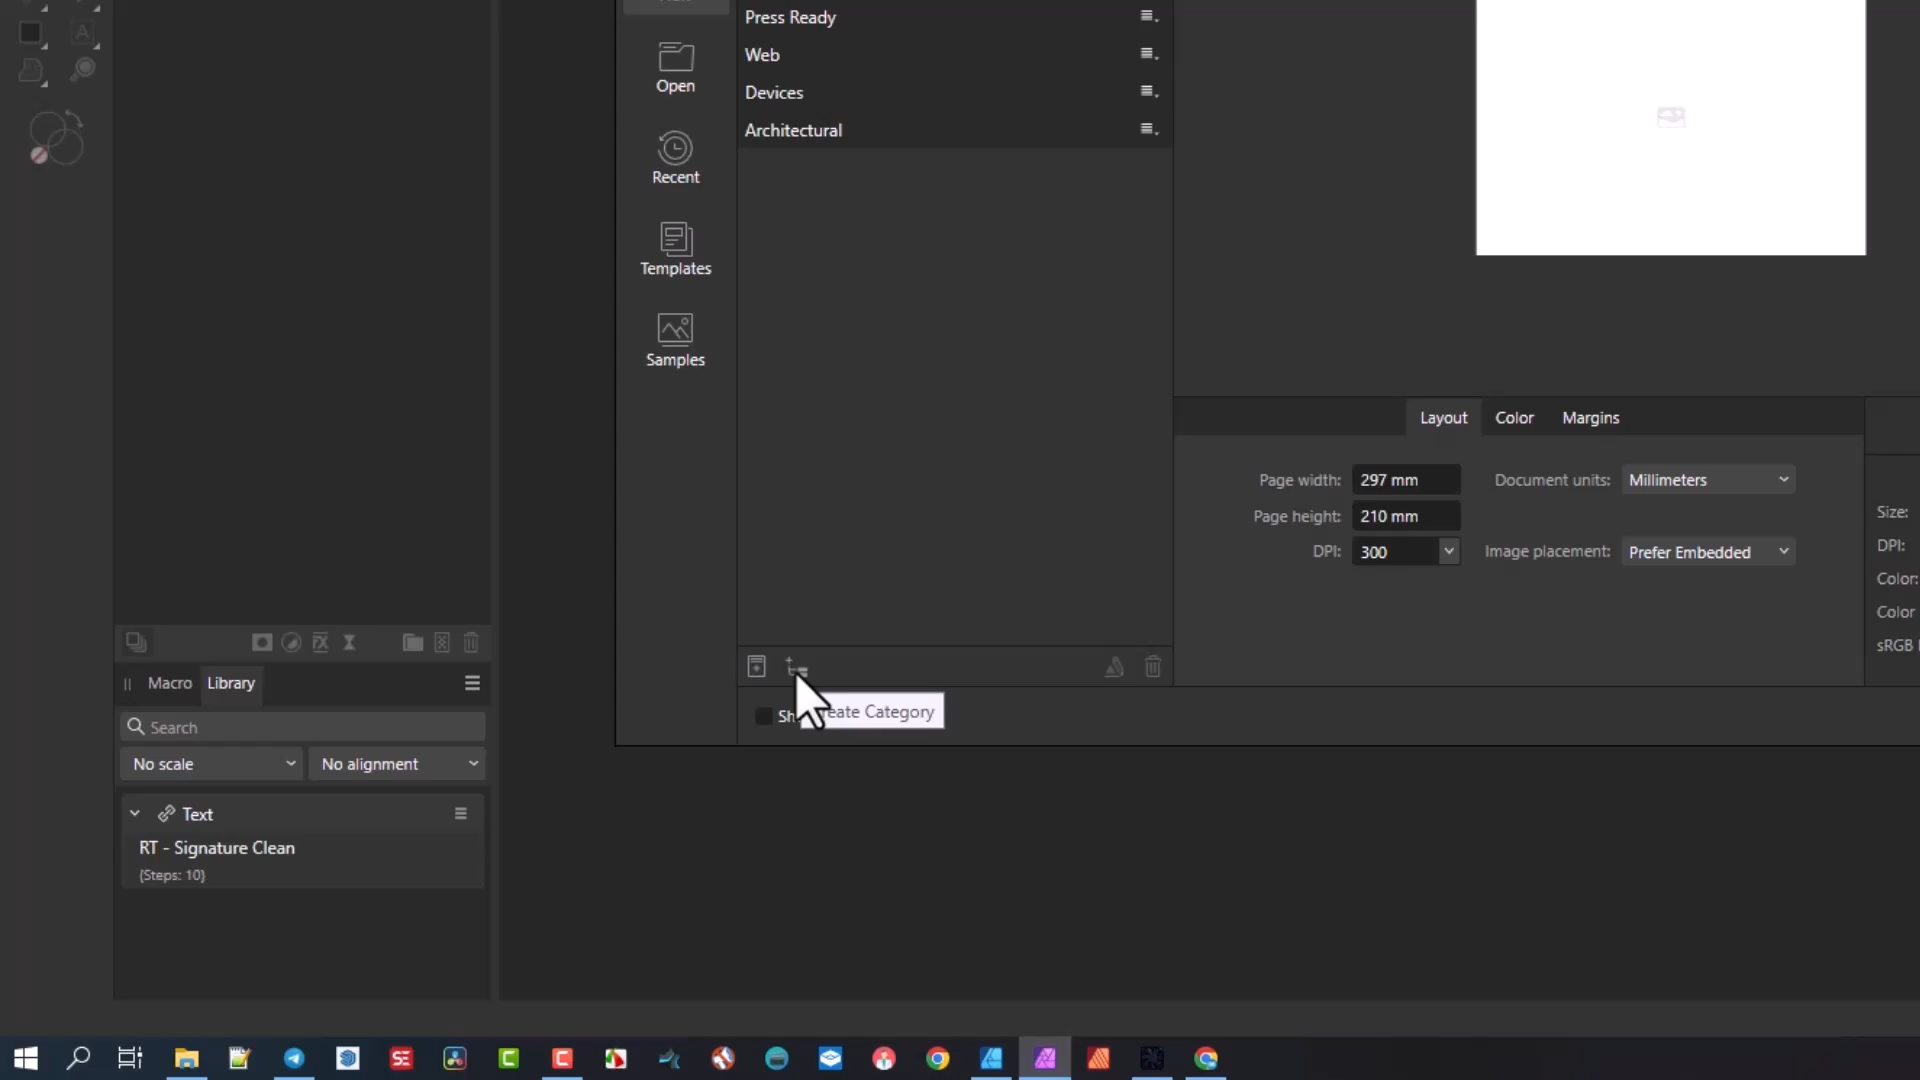 Press Ready
Web
Devices
Architectural
Open
Recent
Templates
Samples
Layout
Color
Margins
Page width:
297 mm
Document units:
Millimeters
Page height:
210 mm
DPI:
300
Image placement:
Prefer Embedded
Size:
DPI:
Color:
Color
sRGB
Sh
eate Category
Macro
Library
Search
No scale
No alignment
Text
RT - Signature Clean
{Steps: 10}
A
SE
C
C